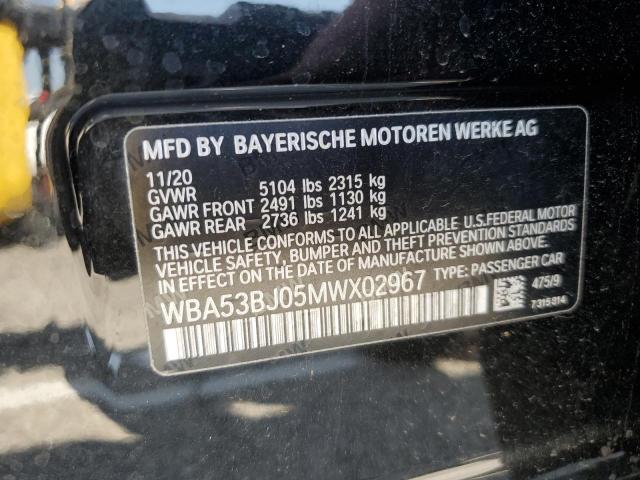 MFD BY BAYERISCHE MOTOREN WERKE AG
11/20
GVWR 5104 lbs 2315 kg
GAWR FRONT 2491 lbs 1130 kg
GAWR REAR 2736 lbs 1241 kg
THIS VEHICLE CONFORMS TO ALL APPLICABLE U.S.FEDERAL MOTOR
VEHICLE SAFETY, BUMPER, AND THEFT PREVENTION STANDARDS
IN EFFECT ON THE DATE OF MANUFACTURE SHOWN ABOVE.
WBA53BJ05MWX02967 TYPE: PASSENGER CAR
475/9
7315914